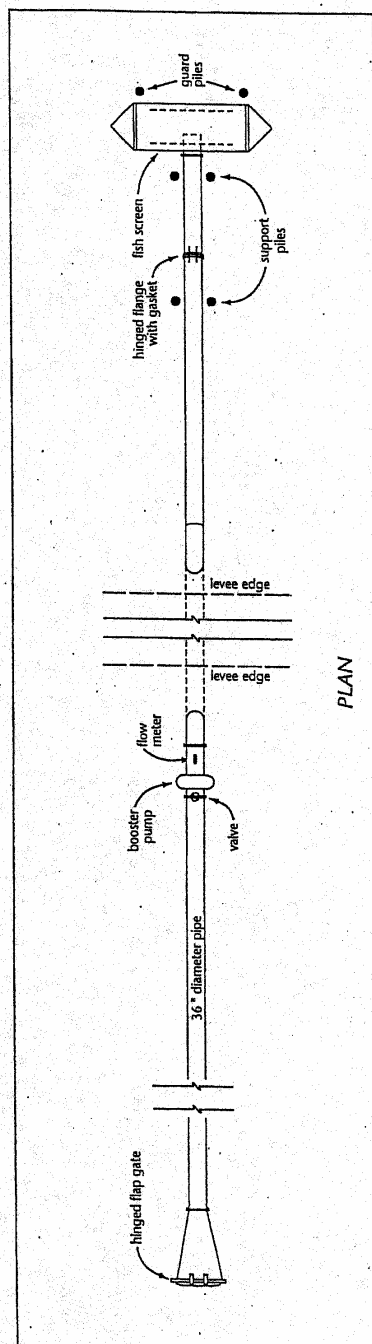 guard
piles
fish screen
support
piles
hinged flange
with gasket
levee edge
levee edge
flow
meter
booster
pump
valve
36 " diameter pipe
hinged flap gate
PLAN